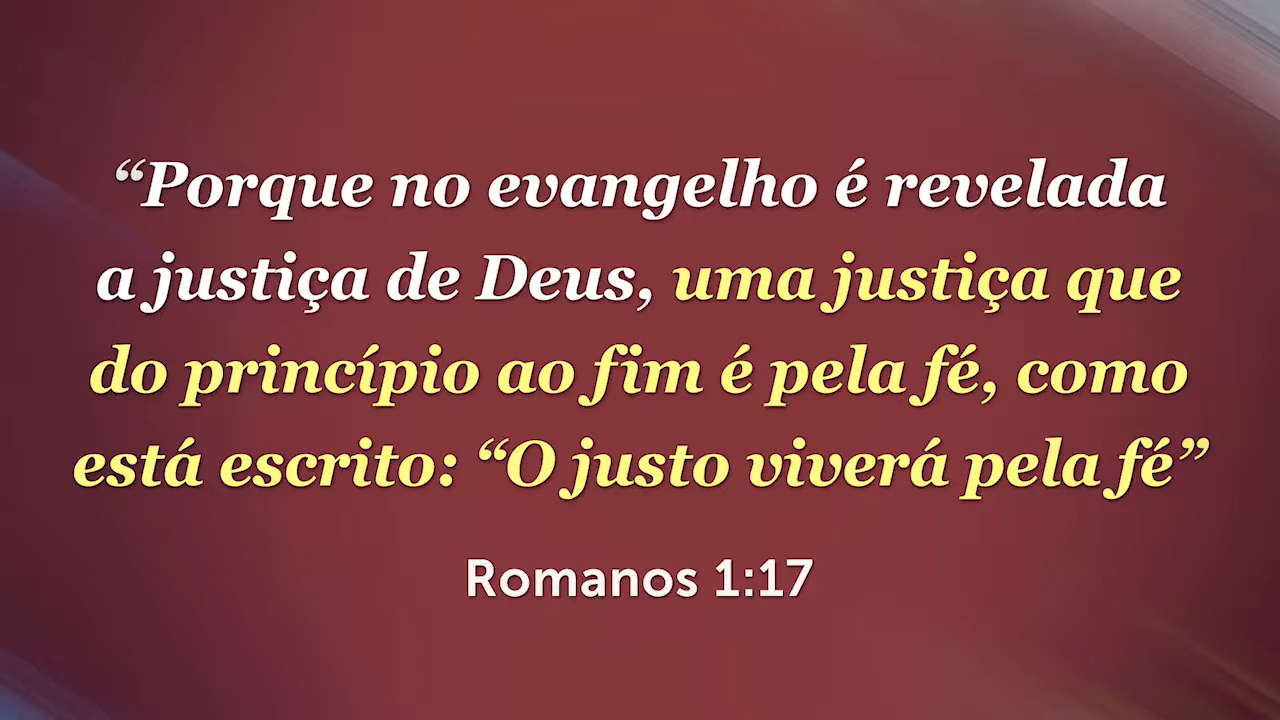 “Porque no evangelho é revelada
a justiça de Deus, uma justiça que
do princípio ao fim é pela fé, como
está escrito: “O justo viverá pela fé”
Romanos 1:17